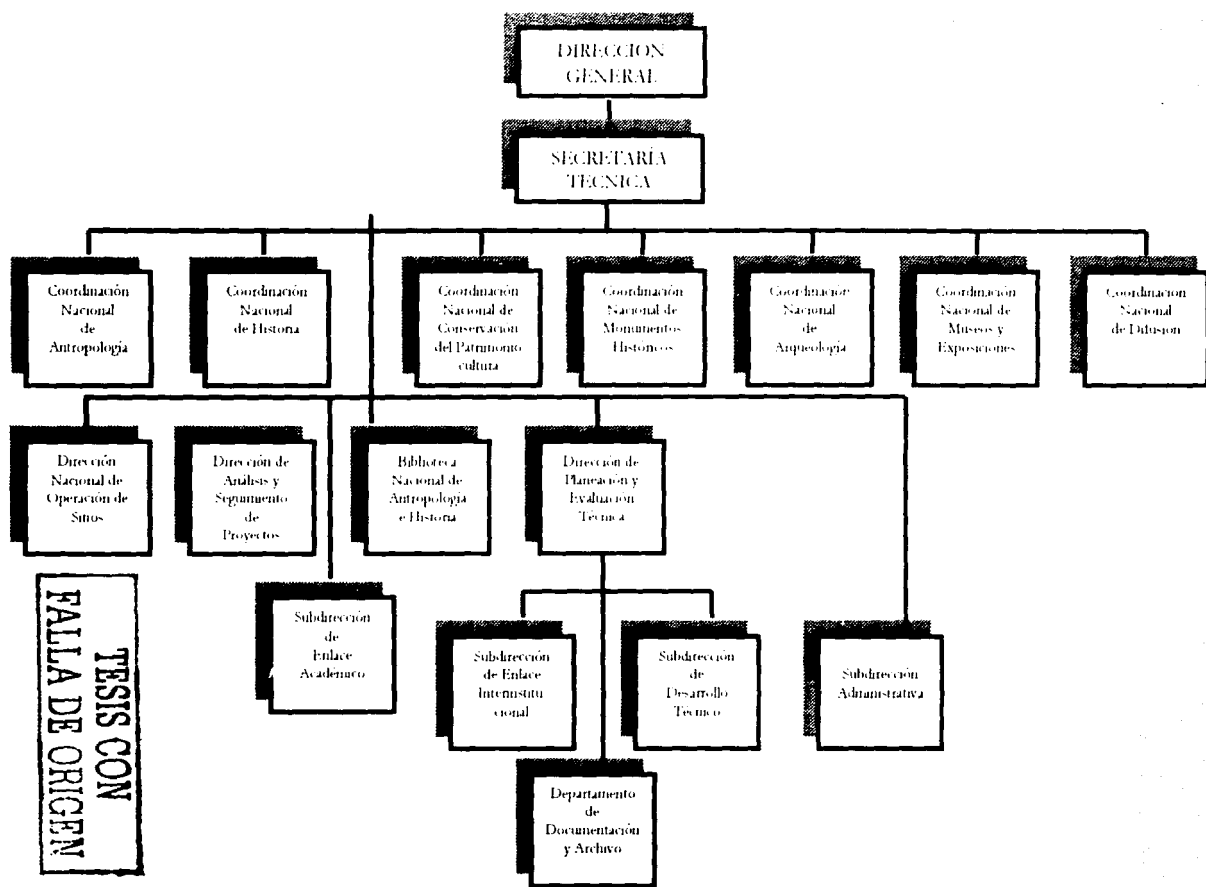 DIRECCION
GENERAL
SECRETARÍA
TECNICA
Coordinación
Nacional
de
Antropología
Coordinación
Nacional
de Historia
Coordinación
Nacional de
Conservación
del Patrimonio
cultura
Coordinación
Nacional de
Monumentos
Históricos
Coordinación
Nacional
de
Arqueología
Coordinación
Nacional de
Museos y
Exposiciones
Coordinacion
Nacional
de Difusion
Dirección
Nacional de
Operación de
Sitios
Dirección de
Análisis y
Seguimiento
de
Proyectos
Biblioteca
Nacional de
Antropología
e Historia
Dirección de
Planeación y
Evaluación
Técnica
Subdirección
de
Enlace
Académico
Subdirección
de Enlace
Interinstitu
cional
Subdirección
de
Desarrollo
Técnico
Subdirección
Administrativa
Departamento
de
Documentación
y Archivo
TESIS CON
FALLA DE ORIGEN